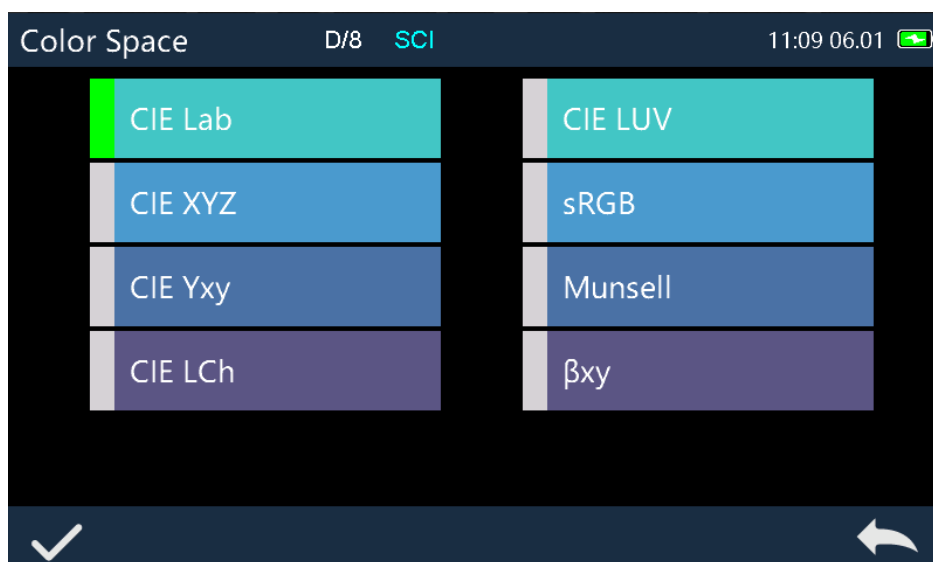 Color Space D/8 SCI 11:09 06.01
CIE Lab CIE LUV
CIE XYZ sRGB
CIE Yxy Munsell
CIE LCh βxy